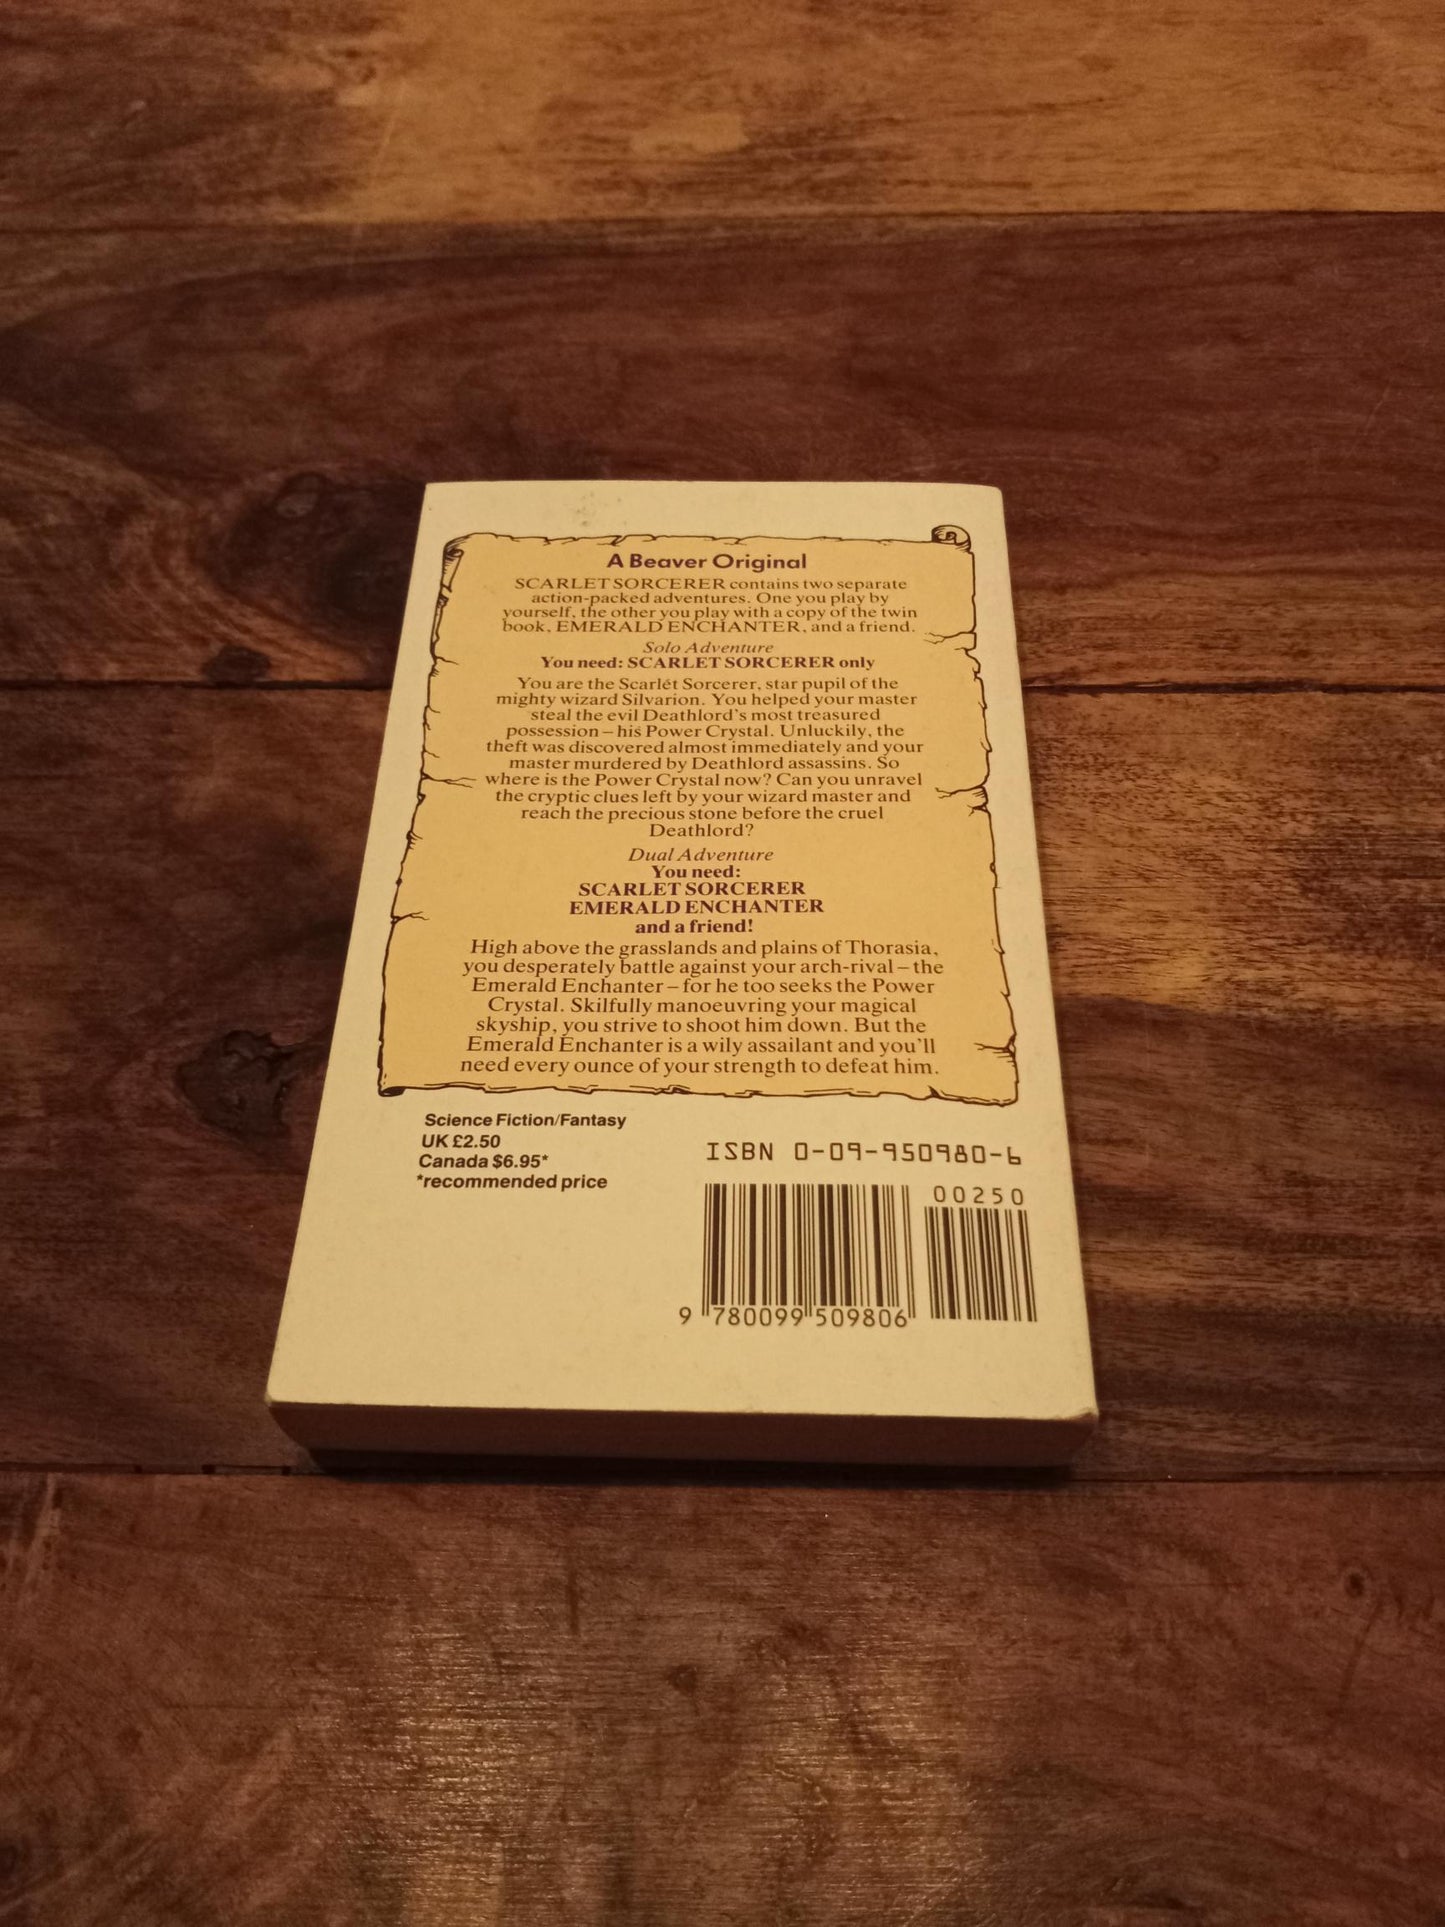 A Beaver Original
SCARLET SORCERER contains two separate
action-packed adventures. One you play by
yourself, the other you play with a copy of the twin
book, EMERALD ENCHANTER, and a friend.
Solo Adventure
You need: SCARLET SORCERER only
You are the Scarlet Sorcerer, star pupil of the
mighty wizard Silvarion. You helped your master
steal the evil Deathlord's most treasured
possession – his Power Crystal. Unluckily, the
theft was discovered almost immediately and your
master murdered by Deathlord assassins. So
where is the Power Crystal now? Can you unravel
the cryptic clues left by your wizard master and
reach the precious stone before the cruel
Deathlord?
Dual Adventure
You need:
SCARLET SORCERER
EMERALD ENCHANTER
and a friend!
High above the grasslands and plains of Thorasia,
you desperately battle against your arch-rival – the
Emerald Enchanter – for he too seeks the Power
Crystal. Skilfully manoeuvring your magical
skyship, you strive to shoot him down. But the
Emerald Enchanter is a wily assailant and you'll
need every ounce of your strength to defeat him.
Science Fiction/Fantasy
UK £2.50
Canada $6.95*
*recommended price
ISBN 0-09-950980-6
00250
9 780099 509806